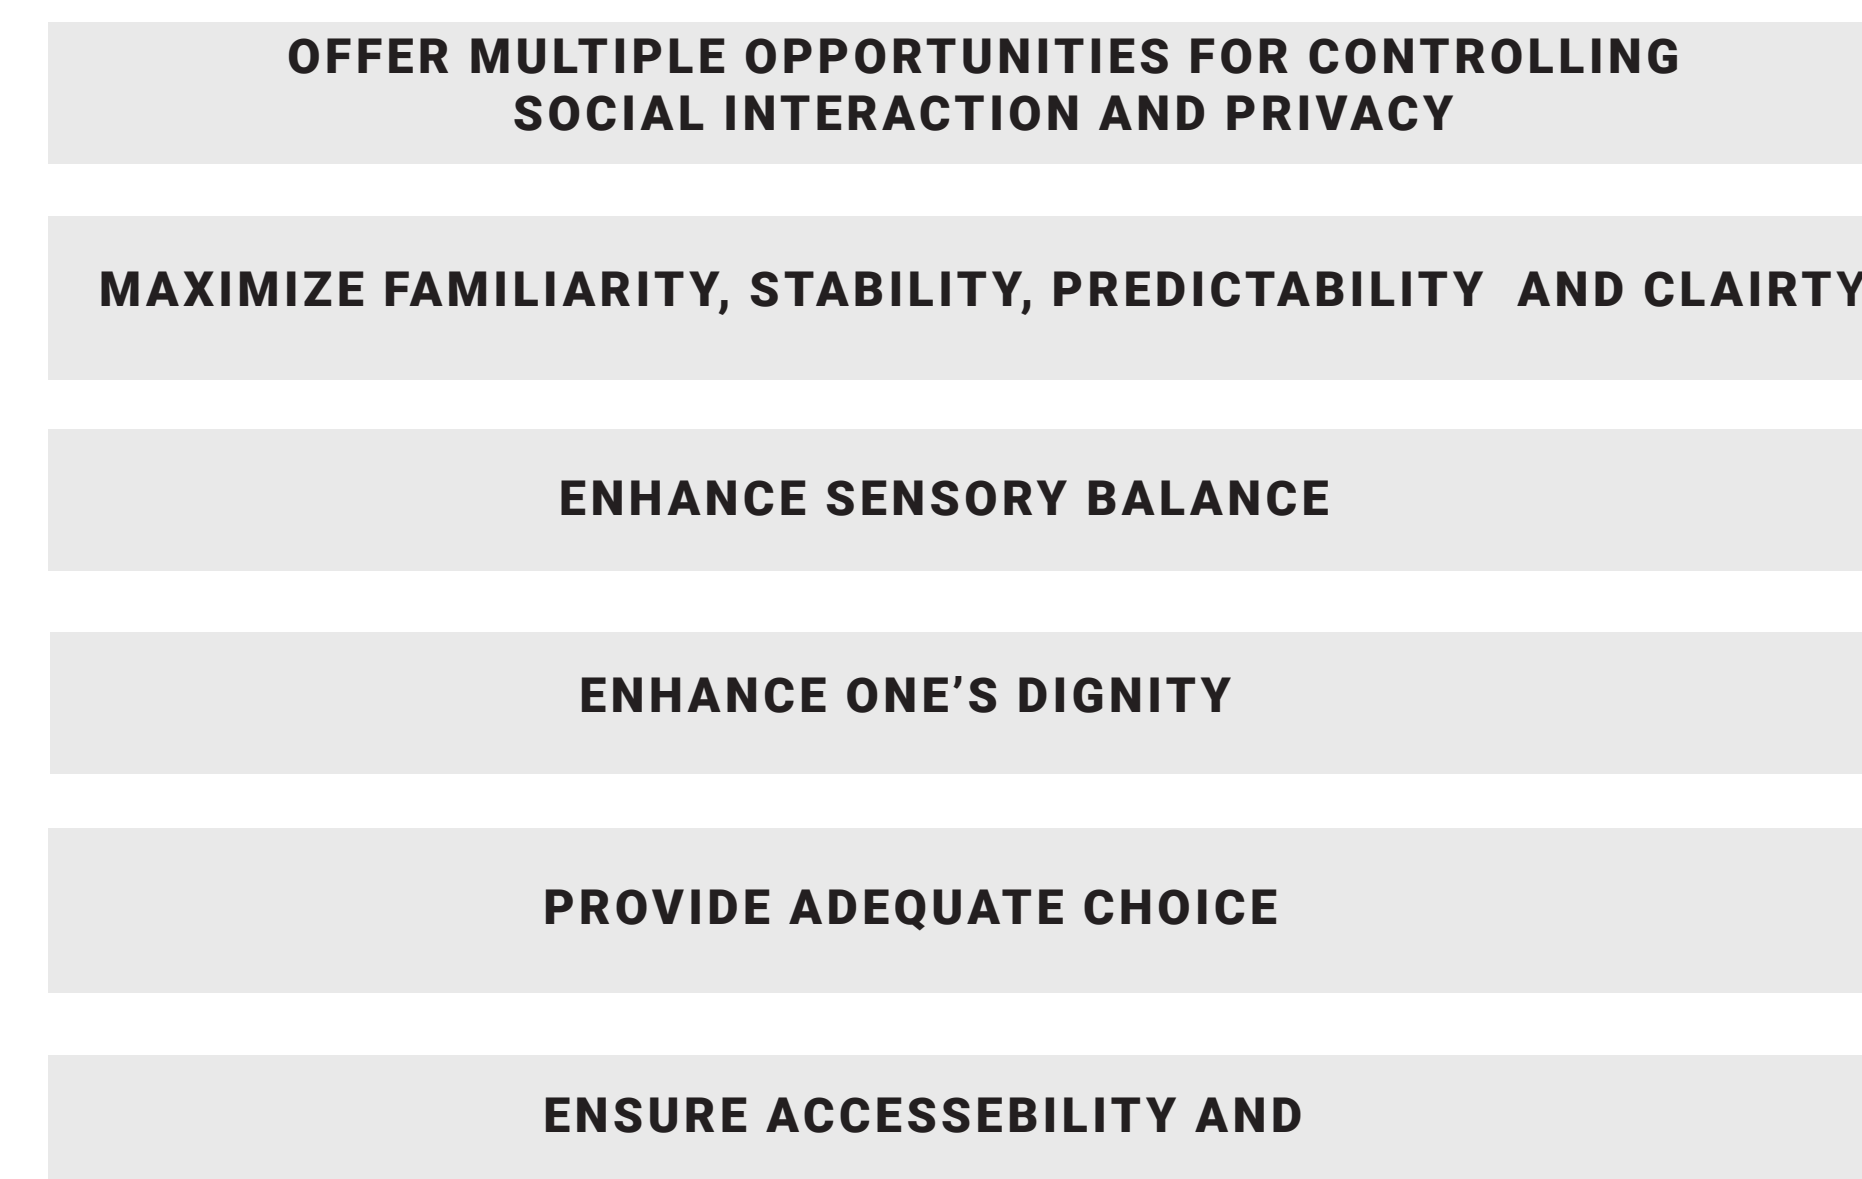 OFFER MULTIPLE OPPORTUNITIES FOR CONTROLLING
SOCIAL INTERACTION AND PRIVACY
MAXIMIZE FAMILIARITY, STABILITY, PREDICTABILITY  AND CLAIRTY
ENHANCE SENSORY BALANCE
ENHANCE ONE’S DIGNITY
PROVIDE ADEQUATE CHOICE
ENSURE ACCESSEBILITY AND